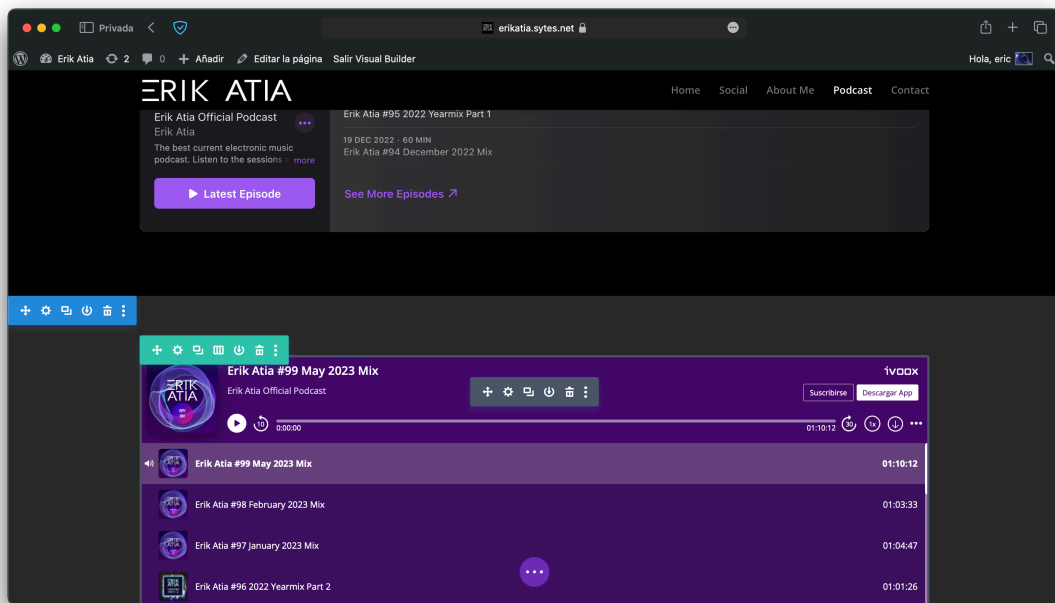 Privada
erikatia.sytes.net
Erik Atia 2 0 Añadir Editar la página Salir Visual Builder Hola, eric
ERIK ATIA Home Social About Me Podcast Contact
Erik Atia Official Podcast
Erik Atia
The best current electronic music
podcast. Listen to the sessions more
Latest Episode
Erik Atia #95 2022 Yearmix Part 1
19 DEC 2022 · 60 MIN
Erik Atia #94 December 2022 Mix
See More Episodes
ERIK
ATIA
Erik Atia #99 May 2023 Mix
Erik Atia Official Podcast
ivoox
Suscribirse Descargar App
10 0:00:00 01:10:12 30 1x
Erik Atia #99 May 2023 Mix 01:10:12
Erik Atia #98 February 2023 Mix 01:03:33
Erik Atia #97 January 2023 Mix 01:04:47
Erik Atia #96 2022 Yearmix Part 2 01:01:26